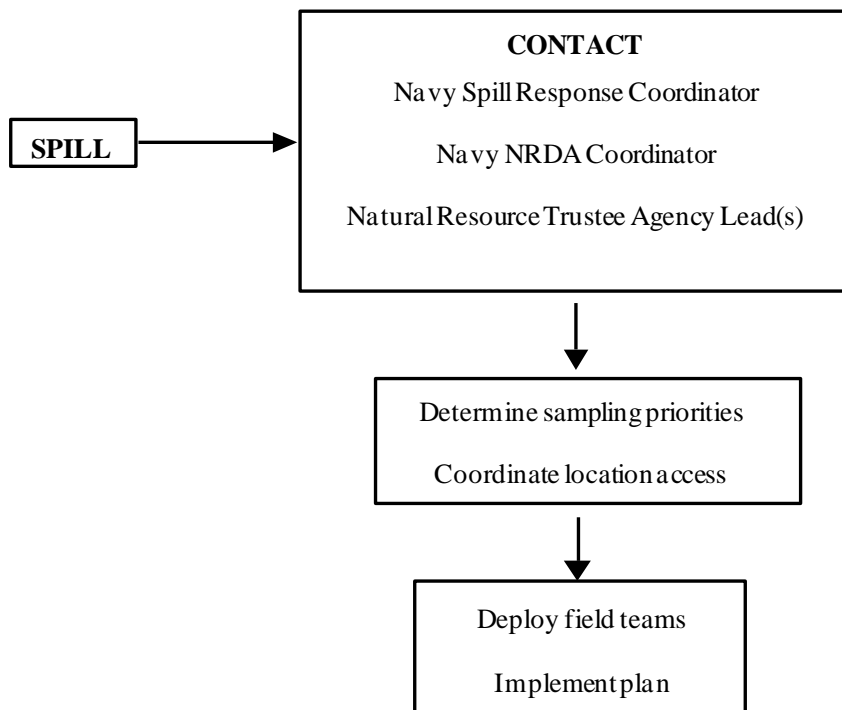 CONTACT
Navy Spill Response Coordinator
SPILL
Navy NRDA Coordinator
Natural Resource Trustee Agency Lead(s)
Determine sampling priorities
Coordinate location access
Deploy field teams
Implement plan